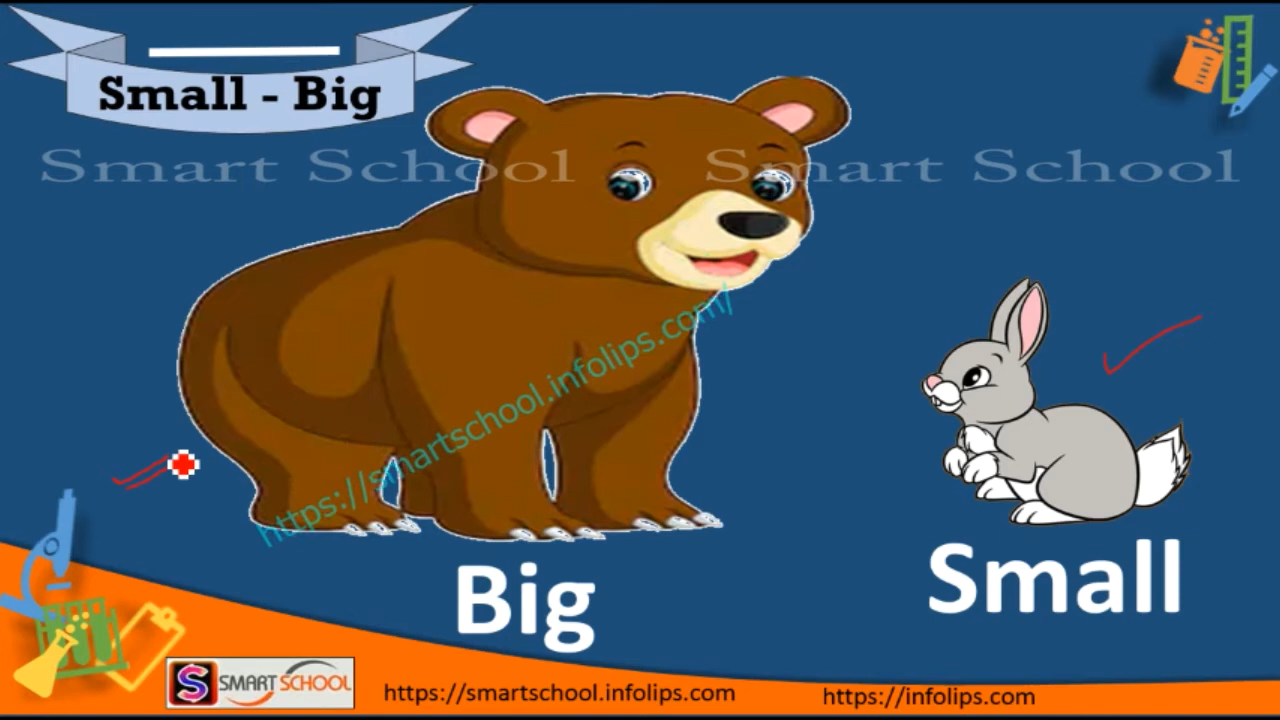 Small - Big
Smart School Smart School
https://smartschool.infolips.com/
Big
Small
S SMART SCHOOL
https://smartschool.infolips.com
https://infolips.com